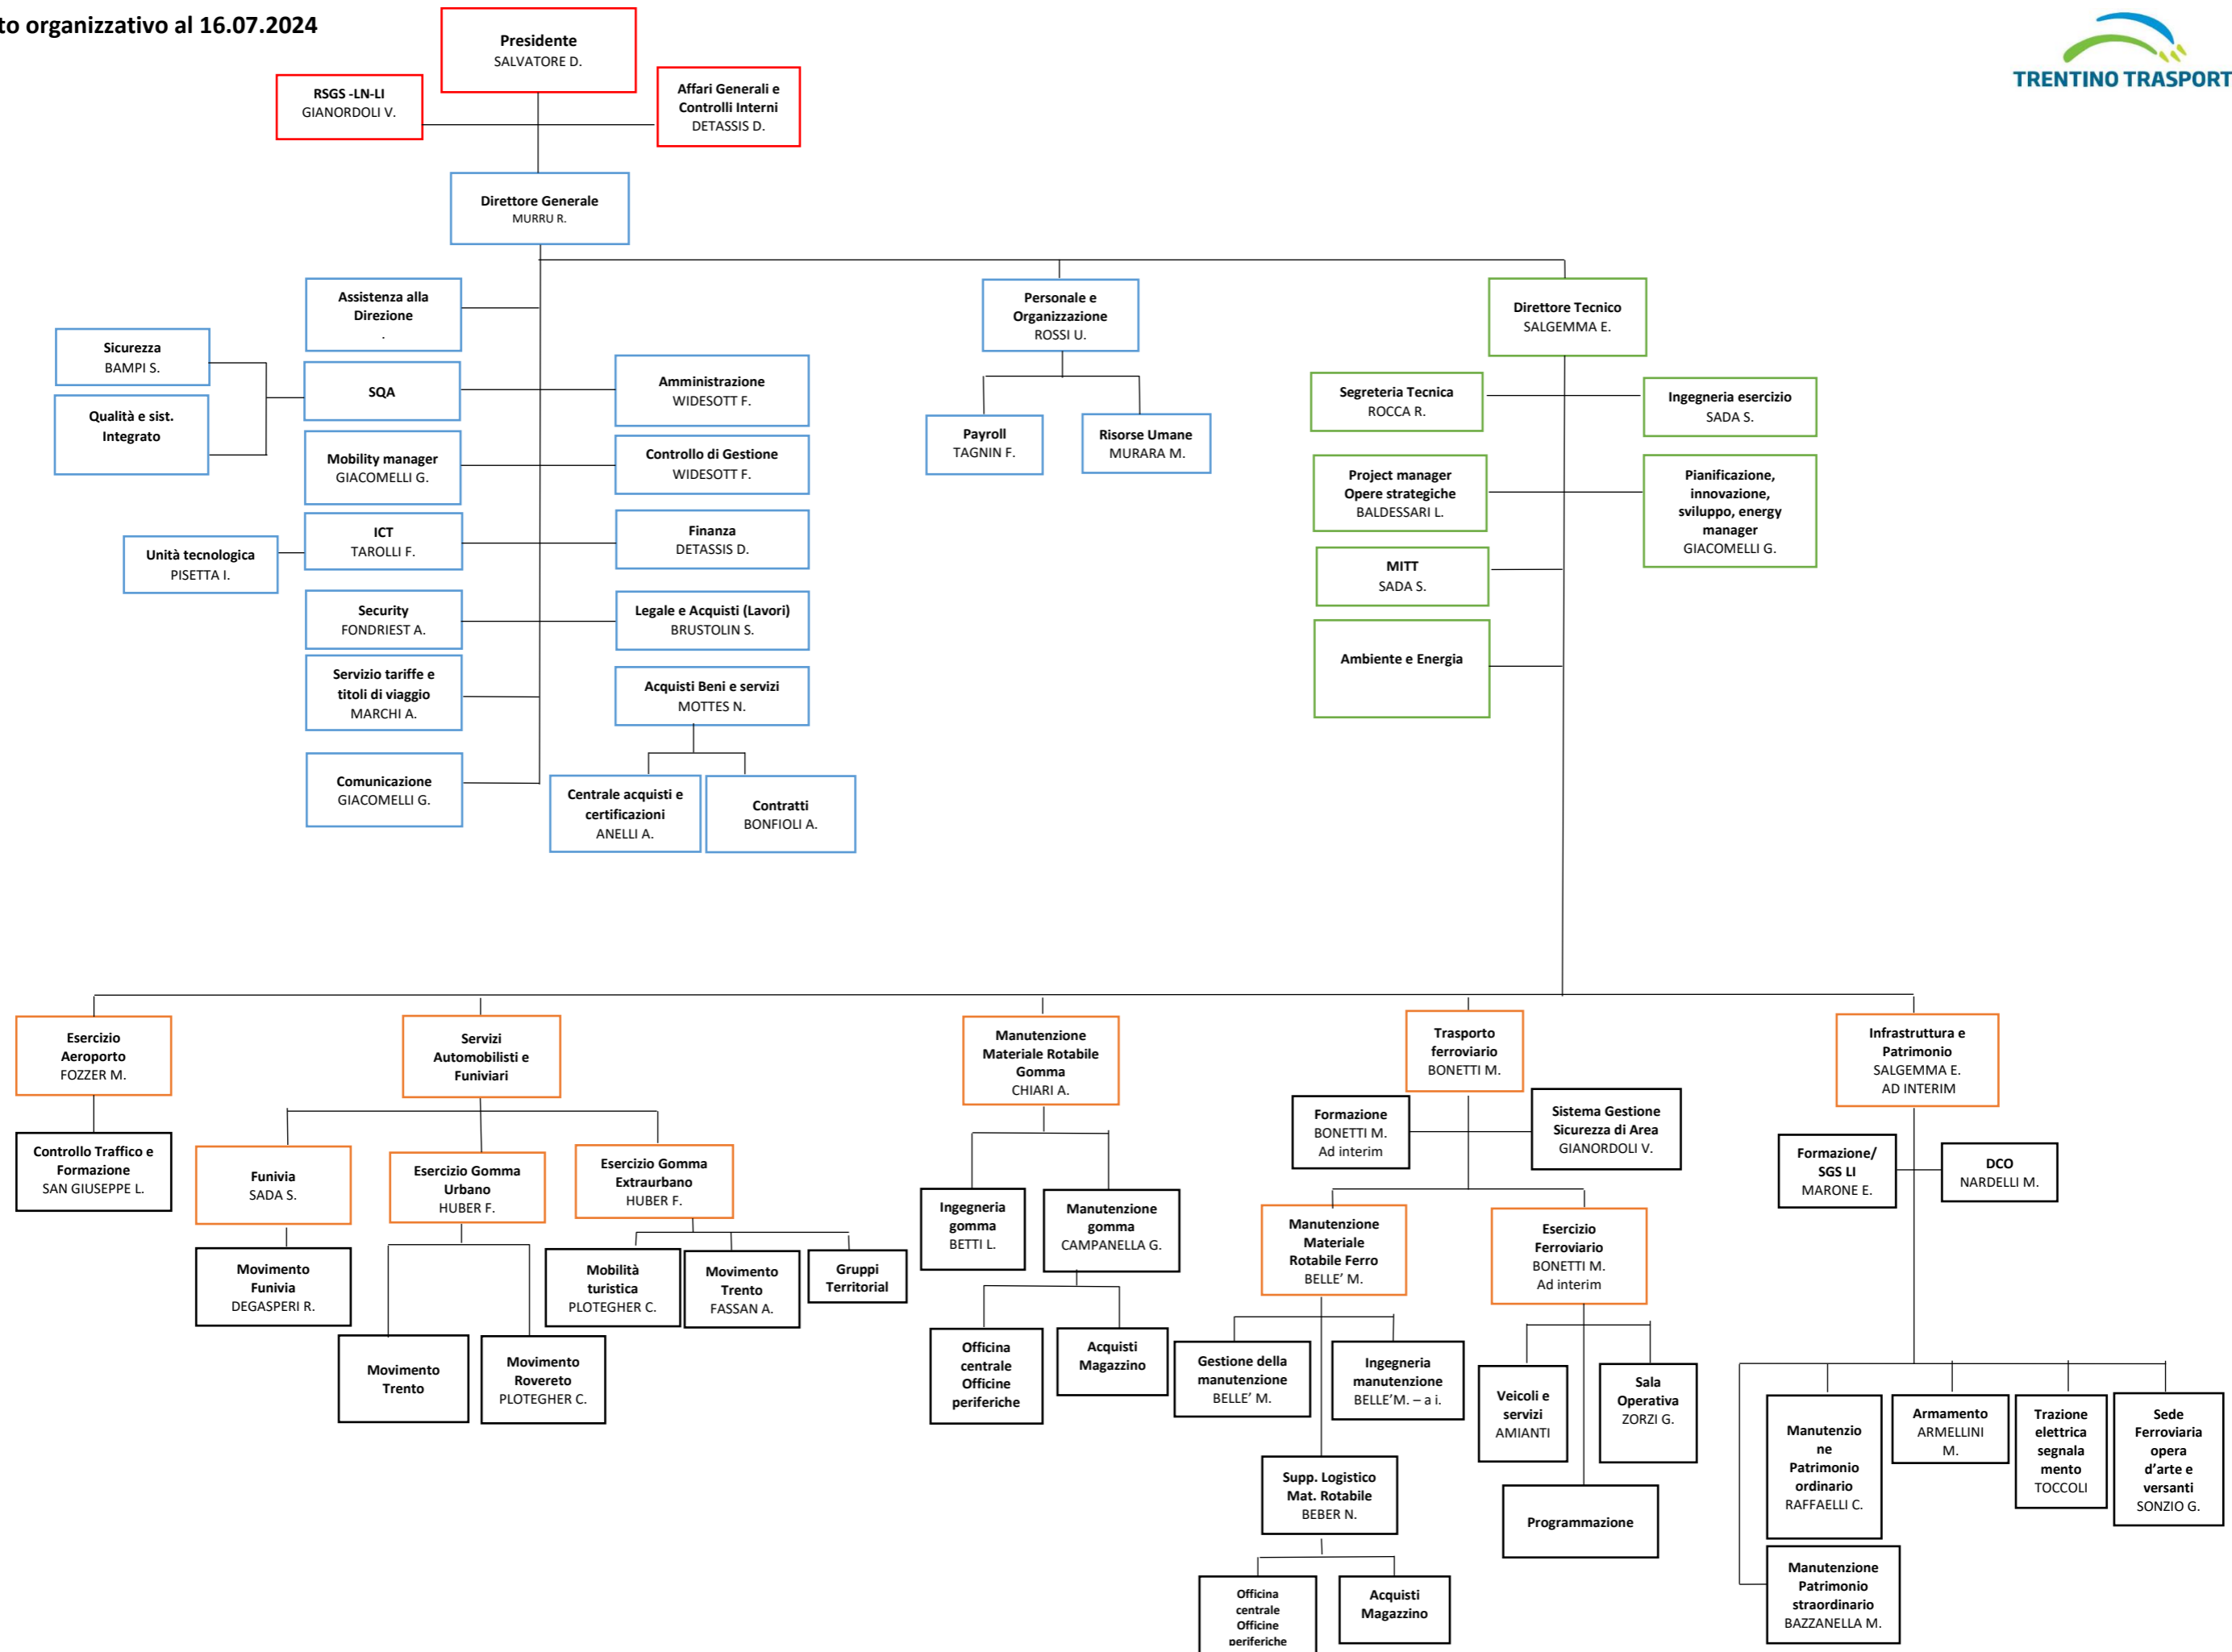 to organizzativo al 16.07.2024
TRENTINO TRASPORT
Presidente
SALVATORE D.
RSGS -LN-LI
GIANORDOLI V.
Affari Generali e
Controlli Interni
DETASSIS D.
Direttore Generale
MURRU R.
Assistenza alla
Direzione
.
Personale e
Organizzazione
ROSSI U.
Direttore Tecnico
SALGEMMA E.
Sicurezza
BAMPI S.
SQA
Amministrazione
WIDESOTT F.
Qualità e sist.
Integrato
Payroll
TAGNIN F.
Risorse Umane
MURARA M.
Segreteria Tecnica
ROCCA R.
Ingegneria esercizio
SADA S.
Mobility manager
GIACOMELLI G.
Controllo di Gestione
WIDESOTT F.
Project manager
Opere strategiche
BALDESSARI L.
Pianificazione,
innovazione,
sviluppo, energy
manager
GIACOMELLI G.
Unità tecnologica
PISETTA I.
ICT
TAROLLI F.
Finanza
DETASSIS D.
MITT
SADA S.
Security
FONDRIEST A.
Legale e Acquisti (Lavori)
BRUSTOLIN S.
Ambiente e Energia
Servizio tariffe e
titoli di viaggio
MARCHI A.
Acquisti Beni e servizi
MOTTES N.
Comunicazione
GIACOMELLI G.
Centrale acquisti e
certificazioni
ANELLI A.
Contratti
BONFIOLI A.
Esercizio
Aeroporto
FOZZER M.
Servizi
Automobilisti e
Funiviari
Manutenzione
Materiale Rotabile
Gomma
CHIARI A.
Trasporto
ferroviario
BONETTI M.
Infrastruttura e
Patrimonio
SALGEMMA E.
AD INTERIM
Controllo Traffico e
Formazione
SAN GIUSEPPE L.
Funivia
SADA S.
Esercizio Gomma
Urbano
HUBER F.
Esercizio Gomma
Extraurbano
HUBER F.
Formazione
BONETTI M.
Ad interim
Sistema Gestione
Sicurezza di Area
GIANORDOLI V.
Formazione/
SGS LI
MARONE E.
DCO
NARDELLI M.
Ingegneria
gomma
BETTI L.
Manutenzione
gomma
CAMPANELLA G.
Manutenzione
Materiale
Rotabile Ferro
BELLE’ M.
Esercizio
Ferroviario
BONETTI M.
Ad interim
Movimento
Funivia
DEGASPERI R.
Mobilità
turistica
PLOTEGHER C.
Movimento
Trento
FASSAN A.
Gruppi
Territorial
Movimento
Trento
Movimento
Rovereto
PLOTEGHER C.
Officina
centrale
Officine
periferiche
Acquisti
Magazzino
Gestione della
manutenzione
BELLE’ M.
Ingegneria
manutenzione
BELLE’M. – a i.
Veicoli e
servizi
AMIANTI
Sala
Operativa
ZORZI G.
Manutenzio
ne
Patrimonio
ordinario
RAFFAELLI C.
Armamento
ARMELLINI
M.
Trazione
elettrica
segnala
mento
TOCCOLI
Sede
Ferroviaria
opera
d’arte e
versanti
SONZIO G.
Supp. Logistico
Mat. Rotabile
BEBER N.
Programmazione
Manutenzione
Patrimonio
straordinario
BAZZANELLA M.
Officina
centrale
Officine
periferiche
Acquisti
Magazzino